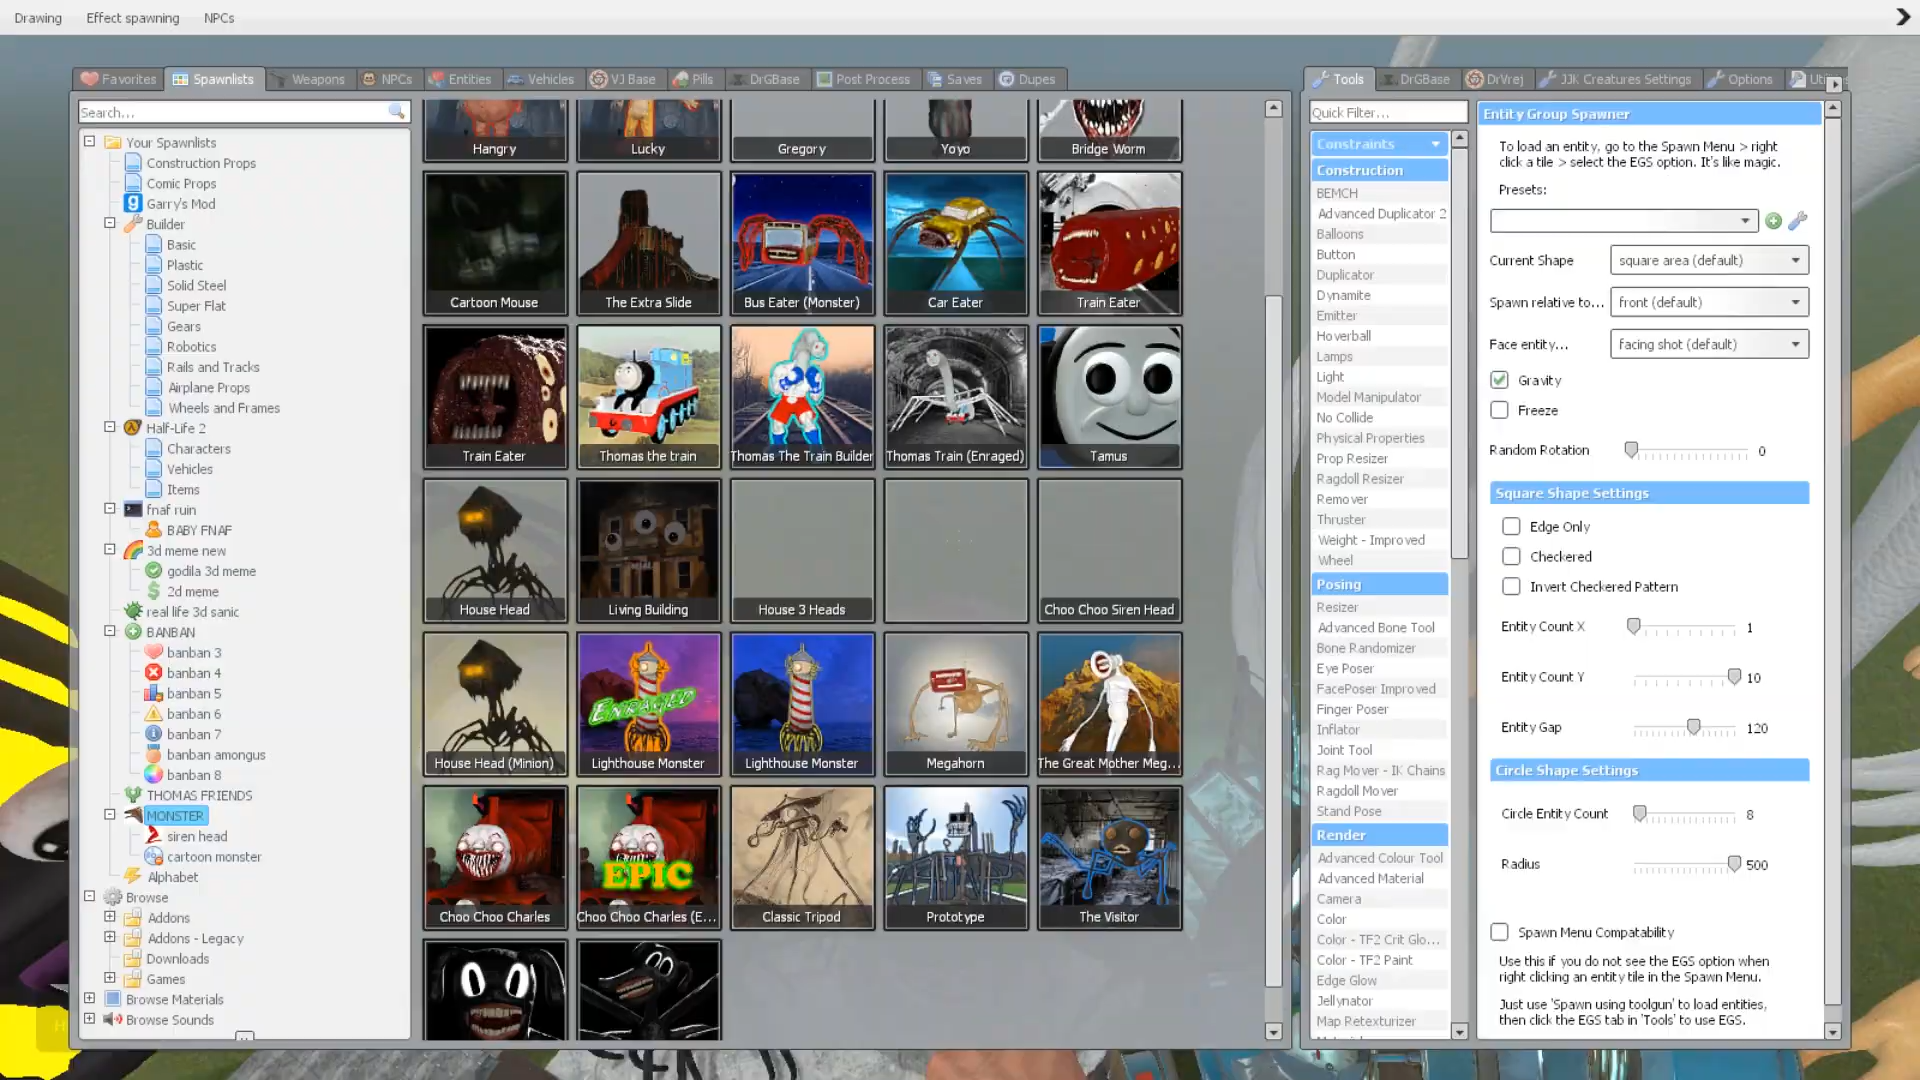 Drawing Effect spawning NPCs
Favorites Spawnlists Weapons NPCs Entities Vehicles VJ Base Pills DrGBase Post Process Saves Dupes
Search...
Your Spawnlists
Construction Props
Comic Props
Garry's Mod
Builder
Basic
Plastic
Solid Steel
Super Flat
Gears
Robotics
Rails and Tracks
Airplane Props
Wheels and Frames
Half-Life 2
Characters
Vehicles
Items
fnaf ruin
BABY FNAF
3d meme new
godila 3d meme
2d meme
real life 3d sanic
BANBAN
banban 3
banban 4
banban 5
banban 6
banban 7
banban amongus
banban 8
THOMAS FRIENDS
MONSTER
siren head
cartoon monster
Alphabet
Browse
Addons
Addons - Legacy
Downloads
Games
Browse Materials
Browse Sounds
Hangry Lucky Gregory Yoyo Bridge Worm
Cartoon Mouse The Extra Slide Bus Eater (Monster) Car Eater Train Eater
Train Eater Thomas the train Thomas The Train Builder Thomas Train (Enraged) Tamus
House Head Living Building House 3 Heads Choo Choo Siren Head
ENRAGED
House Head (Minion) Lighthouse Monster Lighthouse Monster Megahorn The Great Mother Meg...
EPIC
Choo Choo Charles Choo Choo Charles (E... Classic Tripod Prototype The Visitor
Tools DrGBase DrVrej JJK Creatures Settings Options Uti
Quick Filter...
Constraints
Construction
BEMCH
Advanced Duplicator 2
Balloons
Button
Duplicator
Dynamite
Emitter
Hoverball
Lamps
Light
Model Manipulator
No Collide
Physical Properties
Prop Resizer
Ragdoll Resizer
Remover
Thruster
Weight - Improved
Wheel
Posing
Resizer
Advanced Bone Tool
Bone Randomizer
Eye Poser
FacePoser Improved
Finger Poser
Inflator
Joint Tool
Rag Mover - IK Chains
Ragdoll Mover
Stand Pose
Render
Advanced Colour Tool
Advanced Material
Camera
Color
Color - TF2 Crit Glo...
Color - TF2 Paint
Edge Glow
Jellynator
Map Retexturizer
Entity Group Spawner
To load an entity, go to the Spawn Menu > right
click a tile > select the EGS option. It's like magic.
Presets:
Current Shape square area (default)
Spawn relative to... front (default)
Face entity... facing shot (default)
Gravity
Freeze
Random Rotation 0
Square Shape Settings
Edge Only
Checkered
Invert Checkered Pattern
Entity Count X 1
Entity Count Y 10
Entity Gap 120
Circle Shape Settings
Circle Entity Count 8
Radius 500
Spawn Menu Compatability
Use this if you do not see the EGS option when
right clicking an entity tile in the Spawn Menu.
Just use 'Spawn using toolgun' to load entities,
then click the EGS tab in 'Tools' to use EGS.